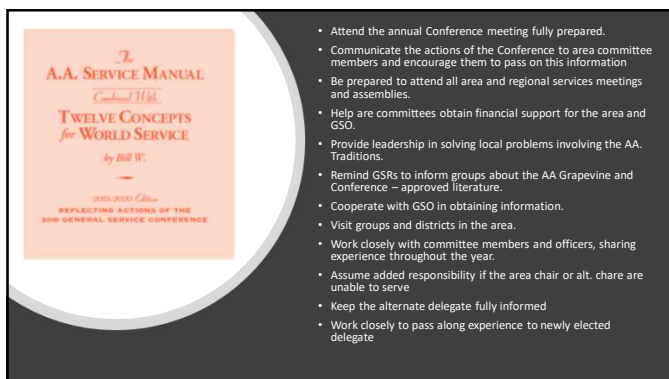 The
A.A. SERVICE MANUAL
Combined With
TWELVE CONCEPTS
for WORLD SERVICE
by Bill W.
2019-2020 Edition
REFLECTING ACTIONS OF THE
2019 GENERAL SERVICE CONFERENCE
• Attend the annual Conference meeting fully prepared.
• Communicate the actions of the Conference to area committee
members and encourage them to pass on this information
• Be prepared to attend all area and regional services meetings
and assemblies.
• Help are committees obtain financial support for the area and
GSO.
• Provide leadership in solving local problems involving the AA.
Traditions.
• Remind GSRs to inform groups about the AA Grapevine and
Conference – approved literature.
• Cooperate with GSO in obtaining information.
• Visit groups and districts in the area.
• Work closely with committee members and officers, sharing
experience throughout the year.
• Assume added responsibility if the area chair or alt. chare are
unable to serve
• Keep the alternate delegate fully informed
• Work closely to pass along experience to newly elected
delegate